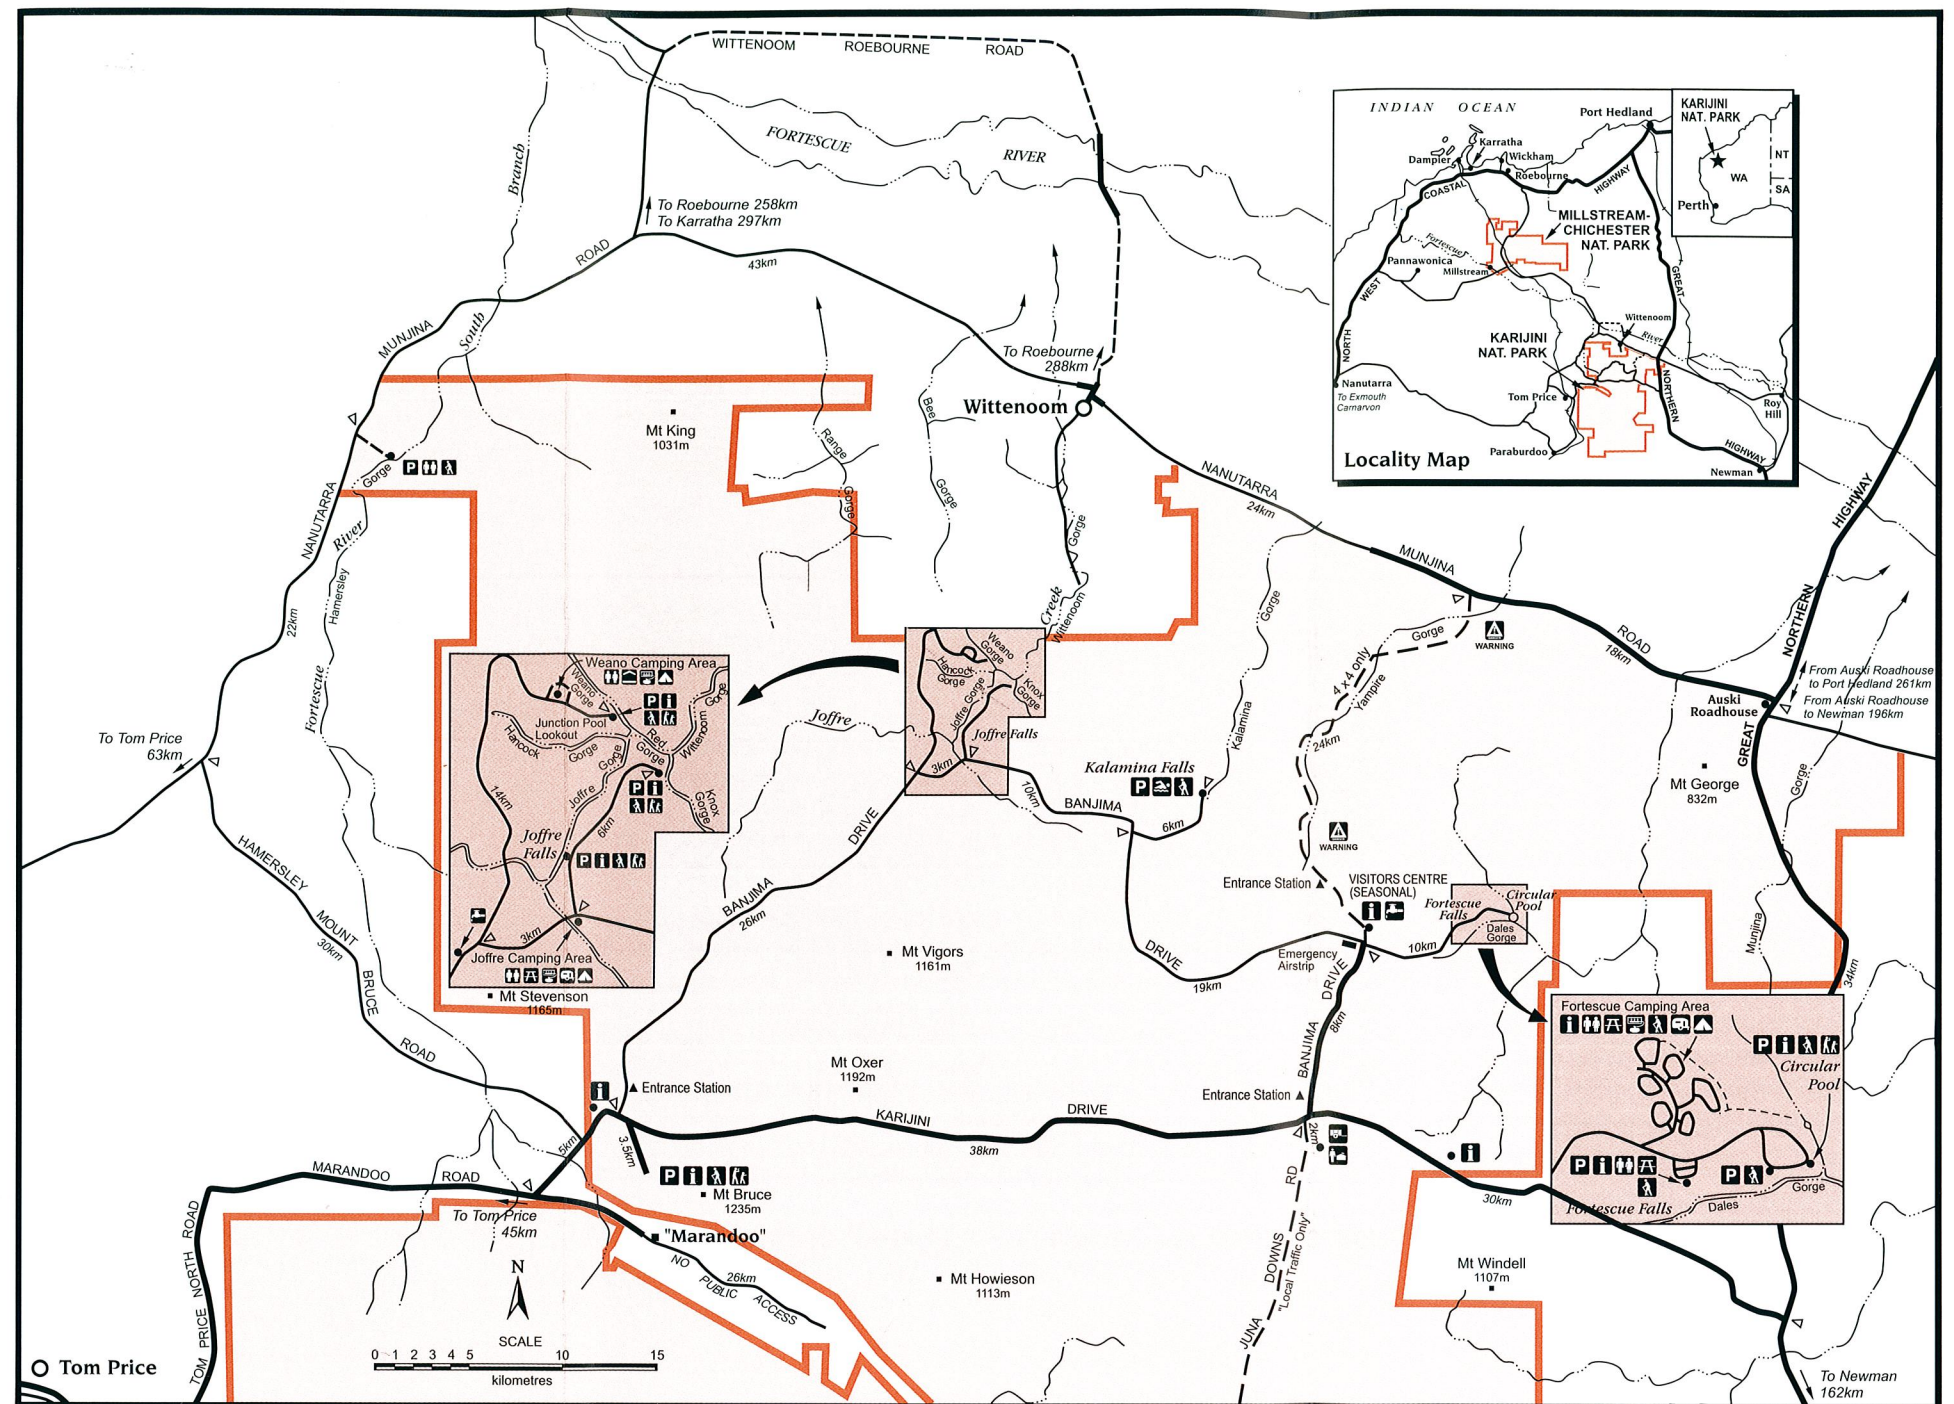 WITTENOOM ROEBOURNE ROAD
FORTESCUE RIVER
Branch
South
To Roebourne 258km
To Karratha 297km
ROAD
43km
MUNJINA
To Roebourne
288km
Wittenoom
Mt King
1031m
Range
Gorge
Bee
Gorge
Gorge
P
Gorge
NANUTARRA
River
Hamersley
22km
Fortescue
NANUTARRA
24km
MUNJINA
ROAD
18km
Creek
Wittenoom
INDIAN OCEAN
Port Hedland
Karratha
Dampier
Wickham
Roebourne
COASTAL
HIGHWAY
MILLSTREAM-
CHICHESTER
NAT. PARK
Fortescue
Pannawonica
Millstream
WEST
GREAT
Wittenoom
River
KARIJINI
NAT. PARK
NORTH
Nanutarra
To Exmouth
Carnarvon
Tom Price
NORTHERN
Roy
Hill
Paraburdoo
HIGHWAY
Newman
Locality Map
KARIJINI
NAT. PARK
NT
WA
SA
Perth
HIGHWAY
NORTHERN
GREAT
From Auski Roadhouse
to Port Hedland 261km
From Auski Roadhouse
to Newman 196km
Auski
Roadhouse
Mt George
832m
Gorge
Munjina
34km
Gorge
WARNING
4 x 4 only
Yampire
24km
WARNING
Gorge
Kalamina
Kalamina Falls
P
6km
BANJIMA
10km
Weano
Gorge
Hancock
Gorge
Knox
Gorge
Joffre Gorge
Joffre Falls
3km
Joffre
To Tom Price
63km
Weano Camping Area
Weano
Gorge
P i
Junction Pool
Lookout
Hancock
Gorge
Red
Gorge
Wittenoom
Gorge
Joffre
Gorge
P i
Knox
Gorge
14km
6km
Joffre
Falls
P i
3km
Joffre Camping Area
Mt Stevenson
1165m
DRIVE
BANJIMA
26km
Mt Vigors
1161m
DRIVE
19km
Entrance Station
VISITORS CENTRE
(SEASONAL)
i
Emergency
Airstrip
Fortescue
Falls
Circular
Pool
Dales
Gorge
10km
DRIVE
BANJIMA
8km
HAMERSLEY
MOUNT
30km
BRUCE
ROAD
Fortescue Camping Area
i
P i
Circular
Pool
P i
P
Gorge
Dales
Fortescue Falls
Mt Oxer
1192m
i
Entrance Station
Entrance Station
KARIJINI
DRIVE
38km
5km
3.5km
P i
Mt Bruce
1235m
2km
RD
i
30km
MARANDOO
ROAD
To Tom Price
45km
"Marandoo"
NO
PUBLIC
ACCESS
26km
TOM PRICE NORTH ROAD
N
SCALE
0 1 2 3 4 5 10 15
kilometres
Tom Price
Mt Howieson
1113m
JUNA
DOWNS
"Local Traffic Only"
Mt Windell
1107m
To Newman
162km